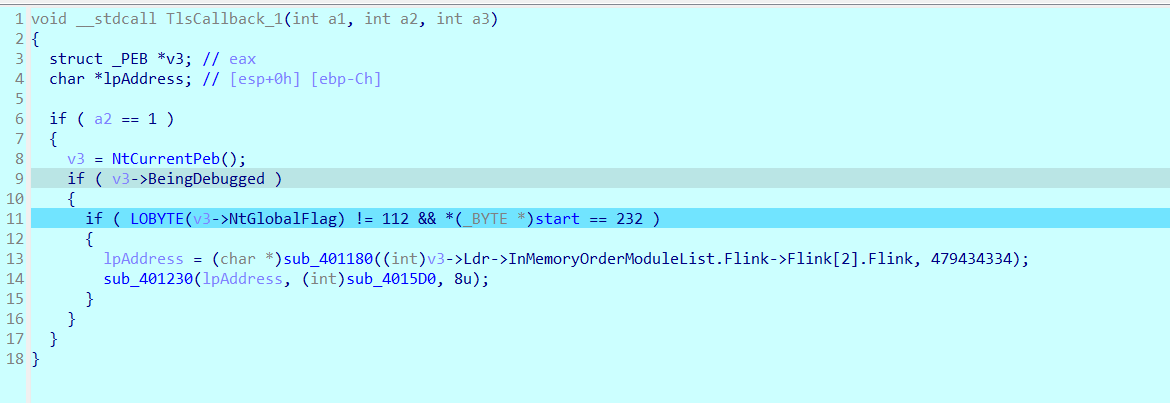 1 void __stdcall TlsCallback_1(int a1, int a2, int a3)
2 {
3 struct _PEB *v3; // eax
4 char *lpAddress; // [esp+0h] [ebp-Ch]
5
6 if ( a2 == 1 )
7 {
8 v3 = NtCurrentPeb();
9 if ( v3->BeingDebugged )
10 {
11 if ( LOBYTE(v3->NtGlobalFlag) != 112 && *(_BYTE *)start == 232 )
12 {
13 lpAddress = (char *)sub_401180((int)v3->Ldr->InMemoryOrderModuleList.Flink->Flink[2].Flink, 479434334);
14 sub_401230(lpAddress, (int)sub_4015D0, 8u);
15 }
16 }
17 }
18 }